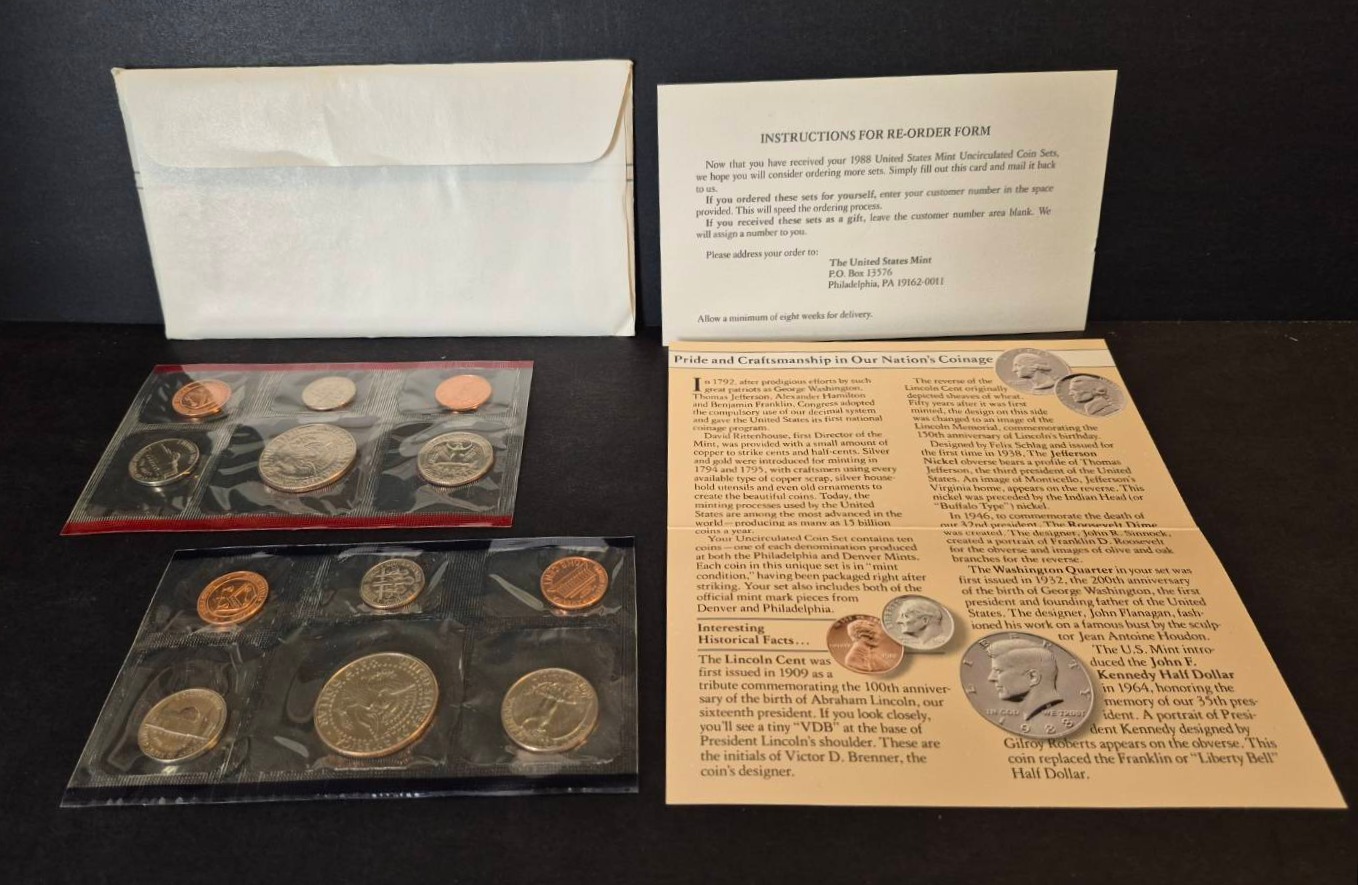 INSTRUCTIONS FOR RE-ORDER FORM
Now that you have received your 1988 United States Mint Uncirculated Coin Sets,
we hope you will consider ordering more sets. Simply fill out this card and mail it back
to us.
If you ordered these sets for yourself, enter your customer number in the space
provided. This will speed the ordering process.
If you received these sets as a gift, leave the customer number area blank. We
will assign a number to you.
Please address your order to:
The United States Mint
P.O. Box 13576
Philadelphia, PA 19162-0011
Allow a minimum of eight weeks for delivery.
Pride and Craftsmanship in Our Nation's Coinage
In 1792, after prodigious efforts by such
great patriots as George Washington,
Thomas Jefferson, Alexander Hamilton
and Benjamin Franklin, Congress adopted
the compulsory use of our decimal system
and gave the United States its first national
coinage program.
David Rittenhouse, first Director of the
Mint, was provided with a small amount of
copper to strike cents and half-cents. Silver
and gold were introduced for minting in
1794 and 1795, with craftsmen using every
available type of copper scrap, silver house-
hold utensils and even old ornaments to
create the beautiful coins. Today, the
minting processes used by the United
States are among the most advanced in the
world—producing as many as 15 billion
coins a year.
Your Uncirculated Coin Set contains ten
coins—one of each denomination produced
at both the Philadelphia and Denver Mints.
Each coin in this unique set is in "mint
condition," having been packaged right after
striking. Your set also includes both of the
official mint mark pieces from
Denver and Philadelphia.
Interesting
Historical Facts...
The Lincoln Cent was
first issued in 1909 as a
tribute commemorating the 100th anniver-
sary of the birth of Abraham Lincoln, our
sixteenth president. If you look closely,
you'll see a tiny "VDB" at the base of
President Lincoln's shoulder. These are
the initials of Victor D. Brenner, the
coin's designer.
The reverse of the
Lincoln Cent originally
depicted sheaves of wheat.
Fifty years after it was first
minted, the design on this side
was changed to an image of the
Lincoln Memorial, commemorating the
150th anniversary of Lincoln's birthday.
Designed by Felix Schlag and issued for
the first time in 1938, The Jefferson
Nickel obverse bears a profile of Thomas
Jefferson, the third president of the United
States. An image of Monticello, Jefferson's
Virginia home, appears on the reverse. This
nickel was preceded by the Indian Head (or
"Buffalo Type") nickel.
In 1946, to commemorate the death of
our 32nd president, The Roosevelt Dime
was created. The designer, John R. Sinnock,
created a portrait of Franklin D. Roosevelt
for the obverse and images of olive and oak
branches for the reverse.
The Washington Quarter in your set was
first issued in 1932, the 200th anniversary
of the birth of George Washington, the first
president and founding father of the United
States. The designer, John Flanagan, fash-
ioned his work on a famous bust by the sculp-
tor Jean Antoine Houdon.
The U.S. Mint intro-
duced the John F.
Kennedy Half Dollar
in 1964, honoring the
memory of our 35th pres-
ident. A portrait of Presi-
dent Kennedy designed by
Gilroy Roberts appears on the obverse. This
coin replaced the Franklin or "Liberty Bell"
Half Dollar.
LIBERTY
IN GOD WE TRUST
1988